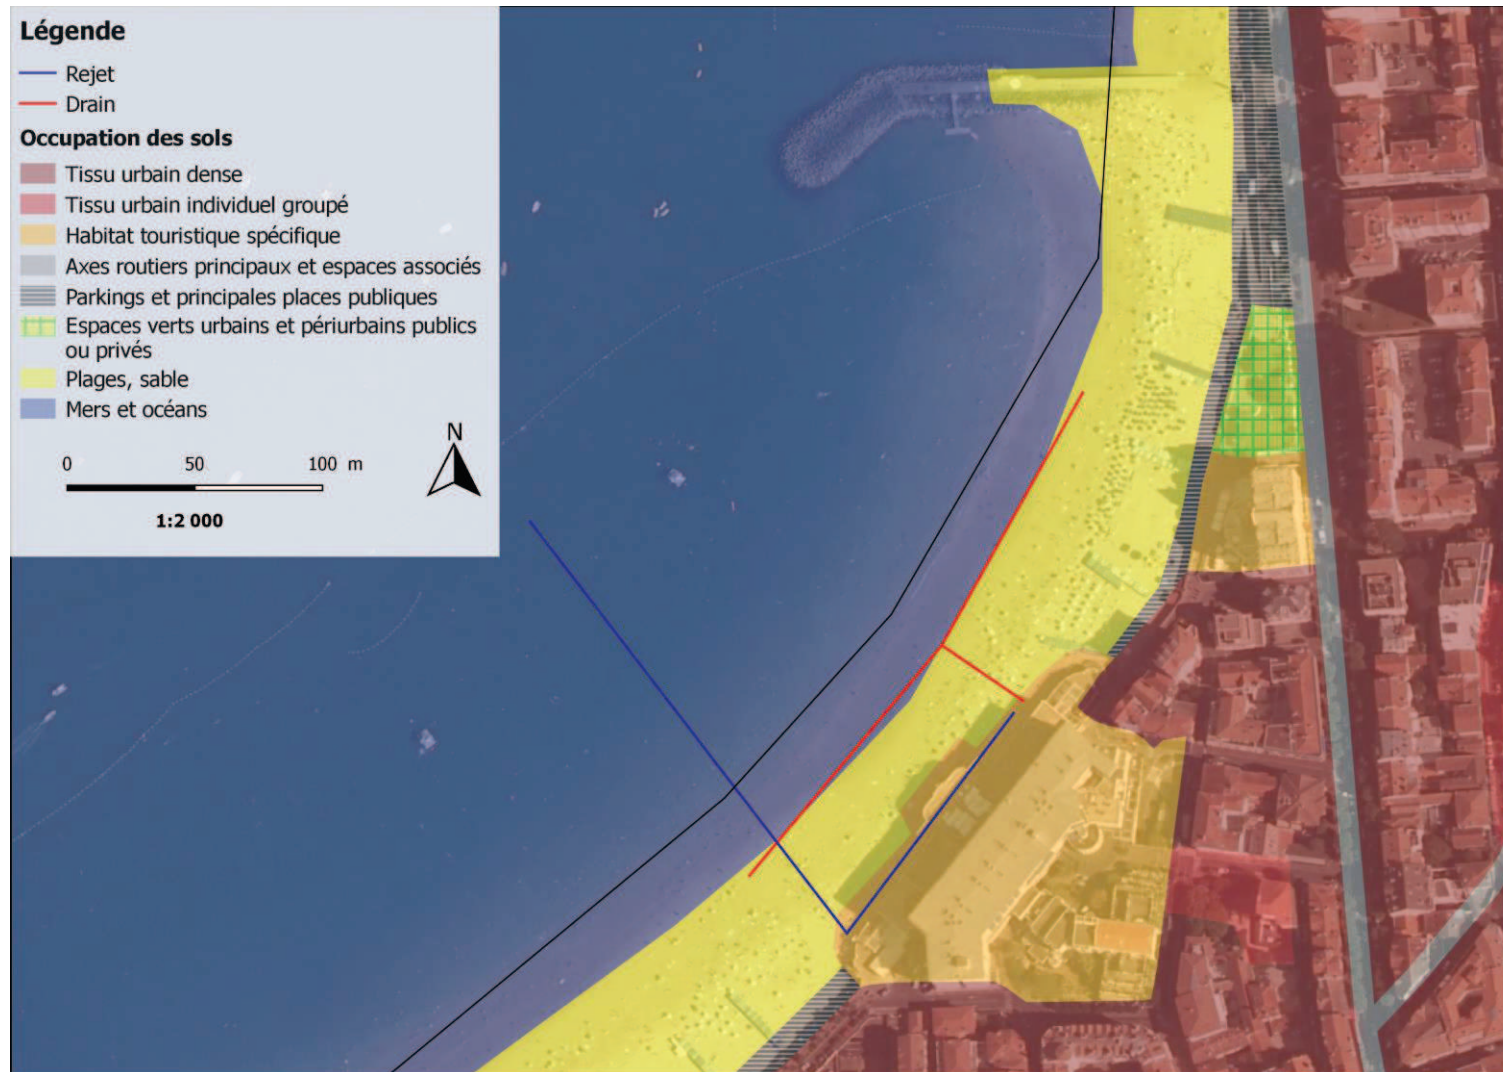 Légende
Rejet
Drain
Occupation des sols
Tissu urbain dense
Tissu urbain individuel groupé
Habitat touristique spécifique
Axes routiers principaux et espaces associés
Parkings et principales places publiques
Espaces verts urbains et périurbains publics
ou privés
Plages, sable
Mers et océans
N
0 50 100 m
1:2 000